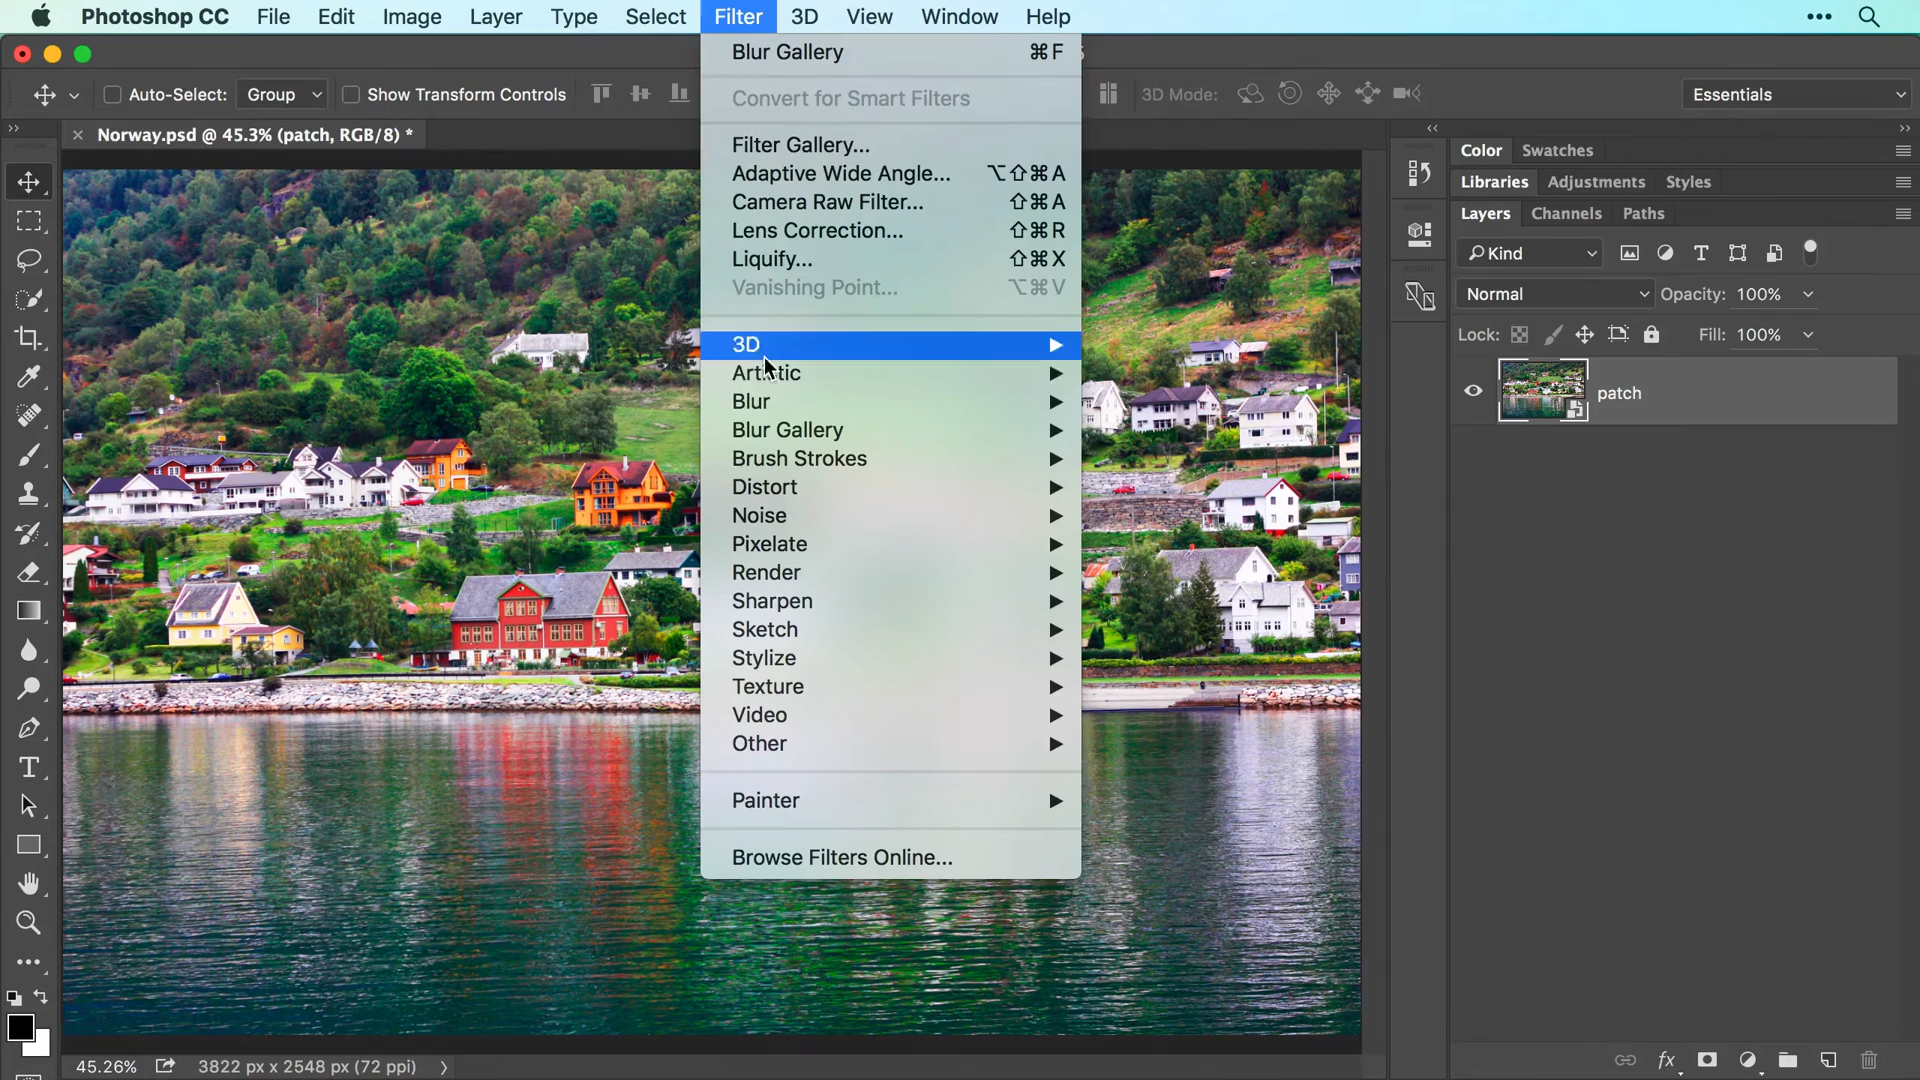 Photoshop CC File Edit Image Layer Type Select Filter 3D View Window Help
Blur Gallery ⌘F
Auto-Select: Group Show Transform Controls
3D Mode:
Essentials
Convert for Smart Filters
Norway.psd @ 45.3% (patch, RGB/8) *
Filter Gallery...
Adaptive Wide Angle... ⌥⇧⌘A
Camera Raw Filter... ⇧⌘A
Lens Correction... ⇧⌘R
Liquify... ⇧⌘X
Vanishing Point... ⌥⌘V
3D
Artistic
Blur
Blur Gallery
Brush Strokes
Distort
Noise
Pixelate
Render
Sharpen
Sketch
Stylize
Texture
Video
Other
Painter
Browse Filters Online...
Color Swatches
Libraries Adjustments Styles
Layers Channels Paths
Kind
Normal Opacity: 100%
Lock: Fill: 100%
patch
fx
45.26% 3822 px x 2548 px (72 ppi)